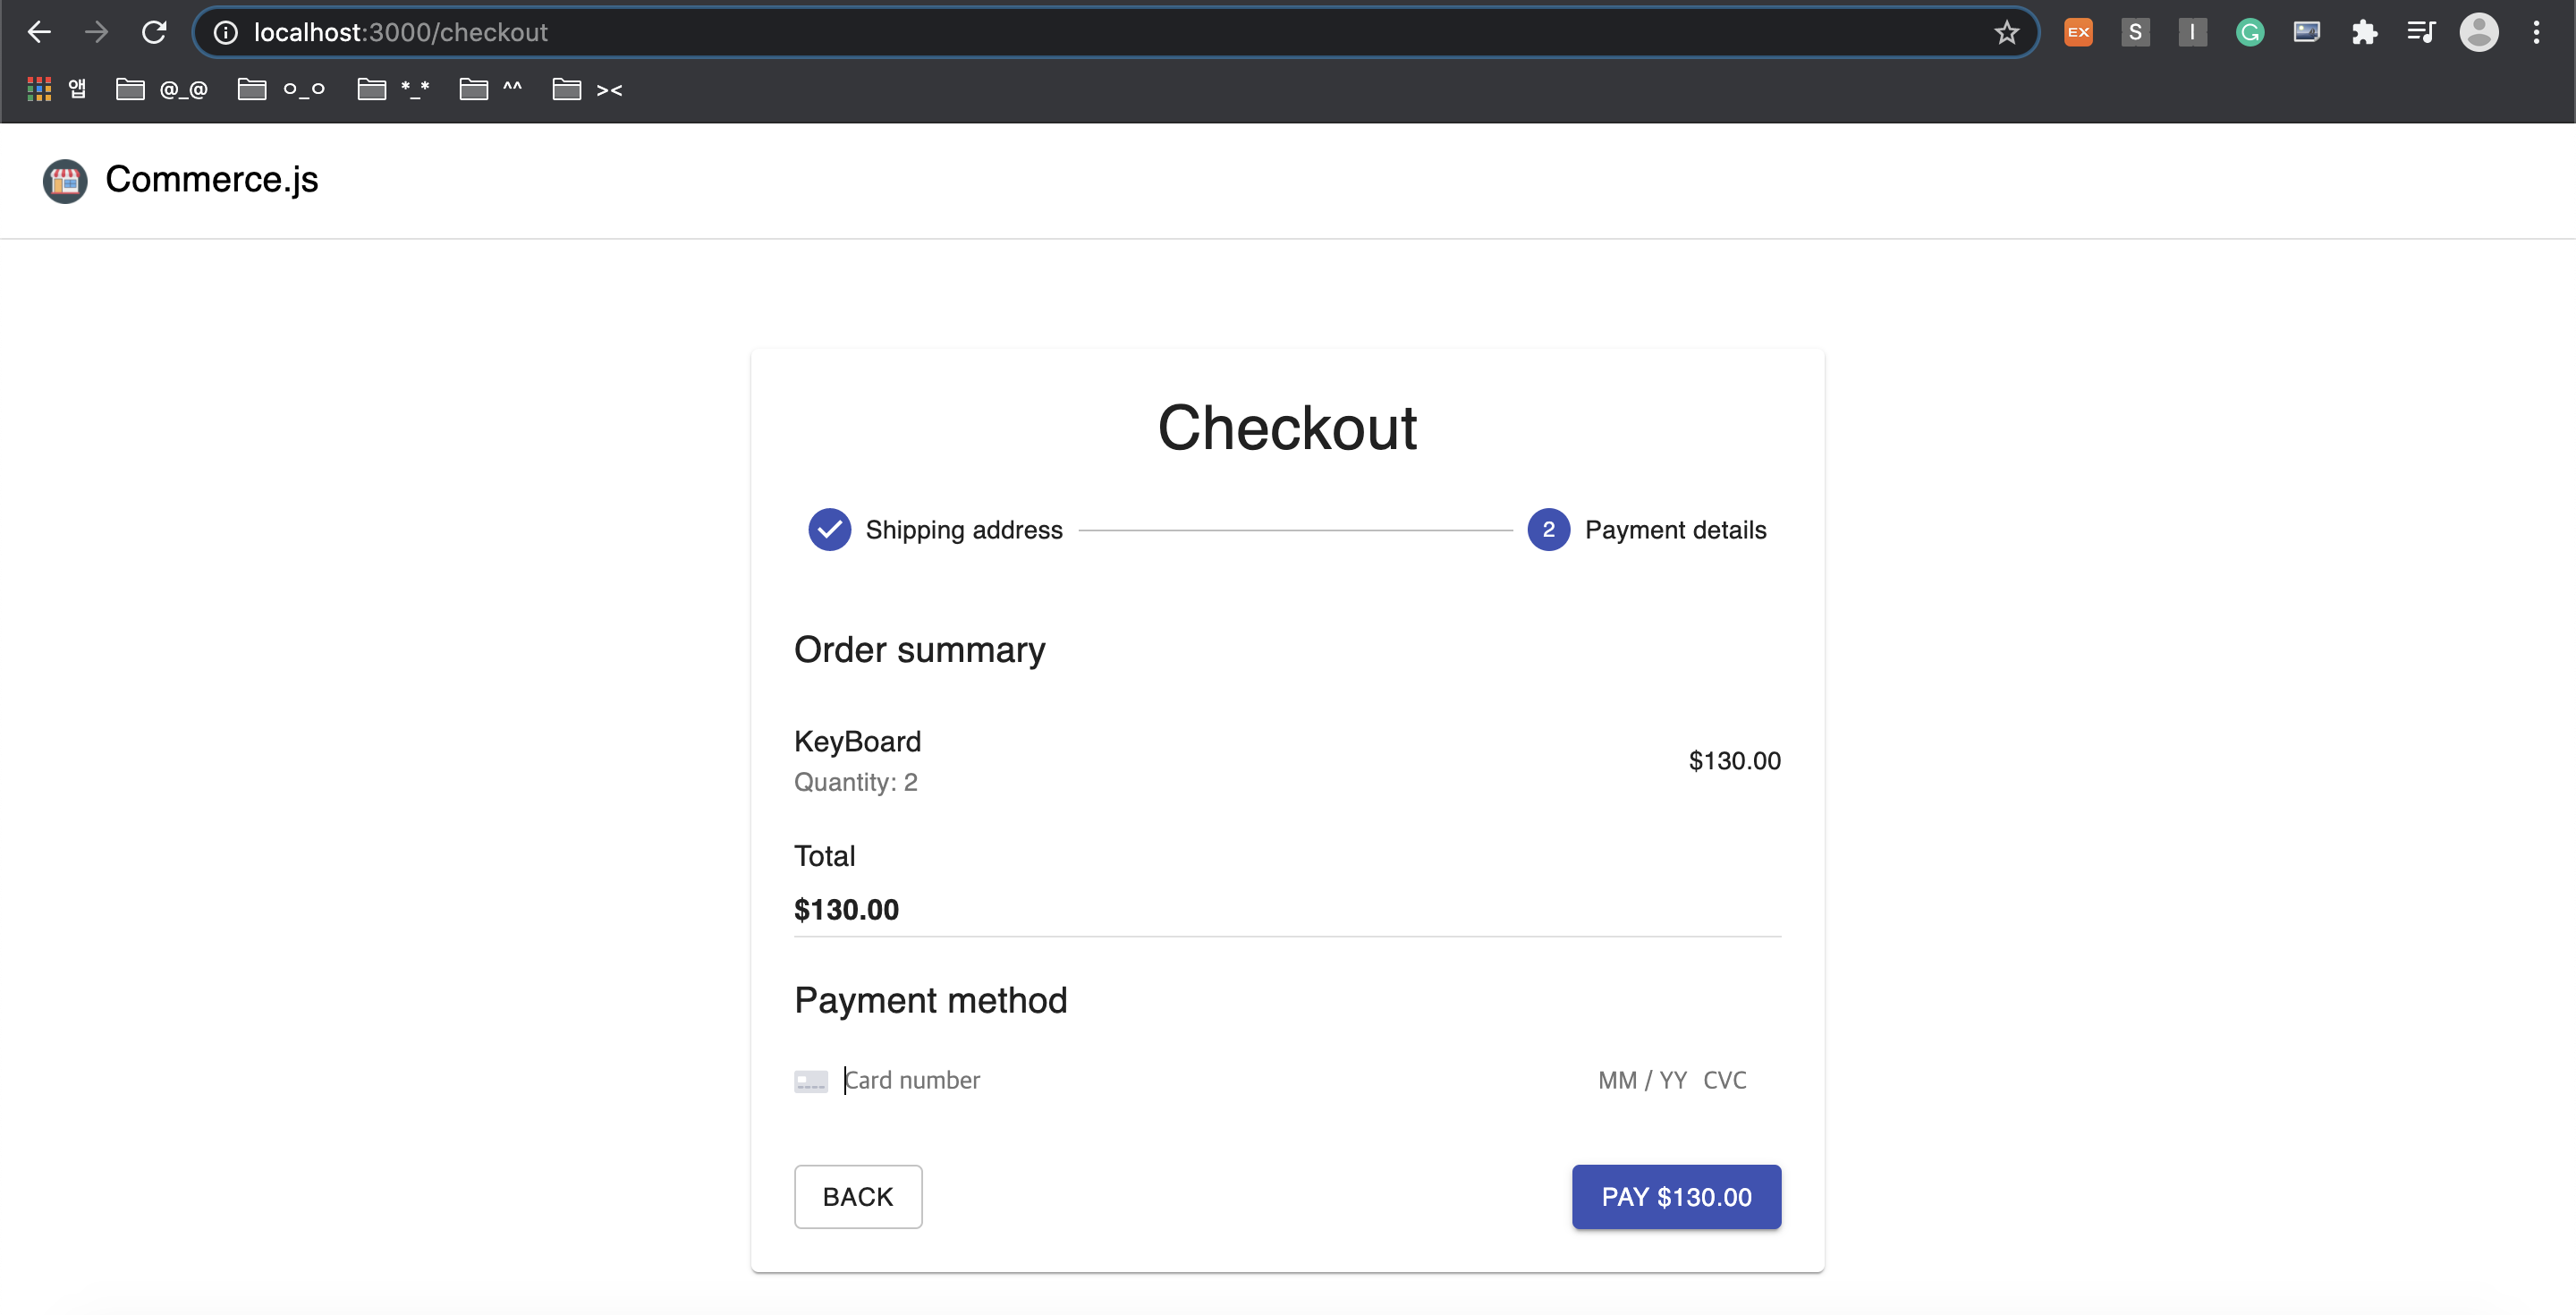 localhost:3000/checkout
EX S I G
앱 @_@ o_o *_* ^^ ><
Commerce.js
Checkout
Shipping address 2 Payment details
Order summary
KeyBoard
Quantity: 2
$130.00
Total
$130.00
Payment method
Card number MM / YY CVC
BACK PAY $130.00